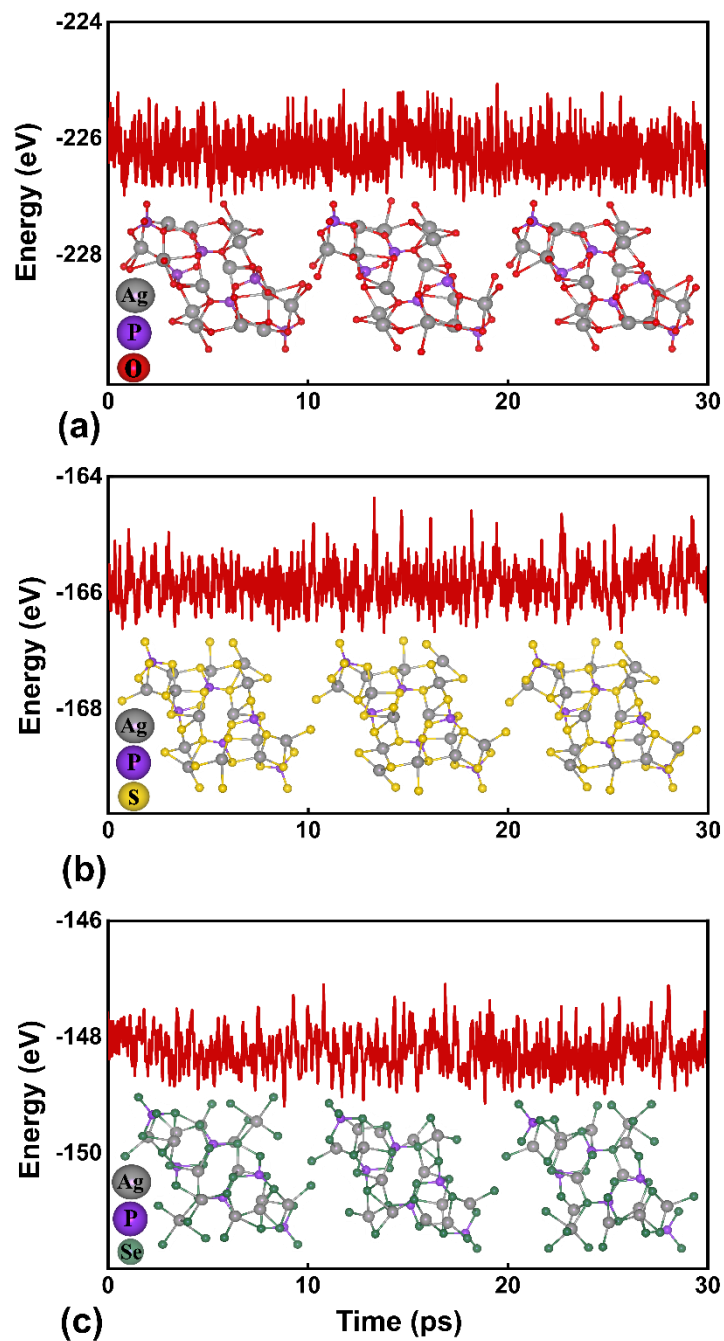 -224
-226
-228
Energy (eV)
Ag
P
O
0 10 20 30
(a)
-164
-166
-168
Energy (eV)
Ag
P
S
0 10 20 30
(b)
-146
-148
-150
Energy (eV)
Ag
P
Se
0 10 20 30
(c) Time (ps)